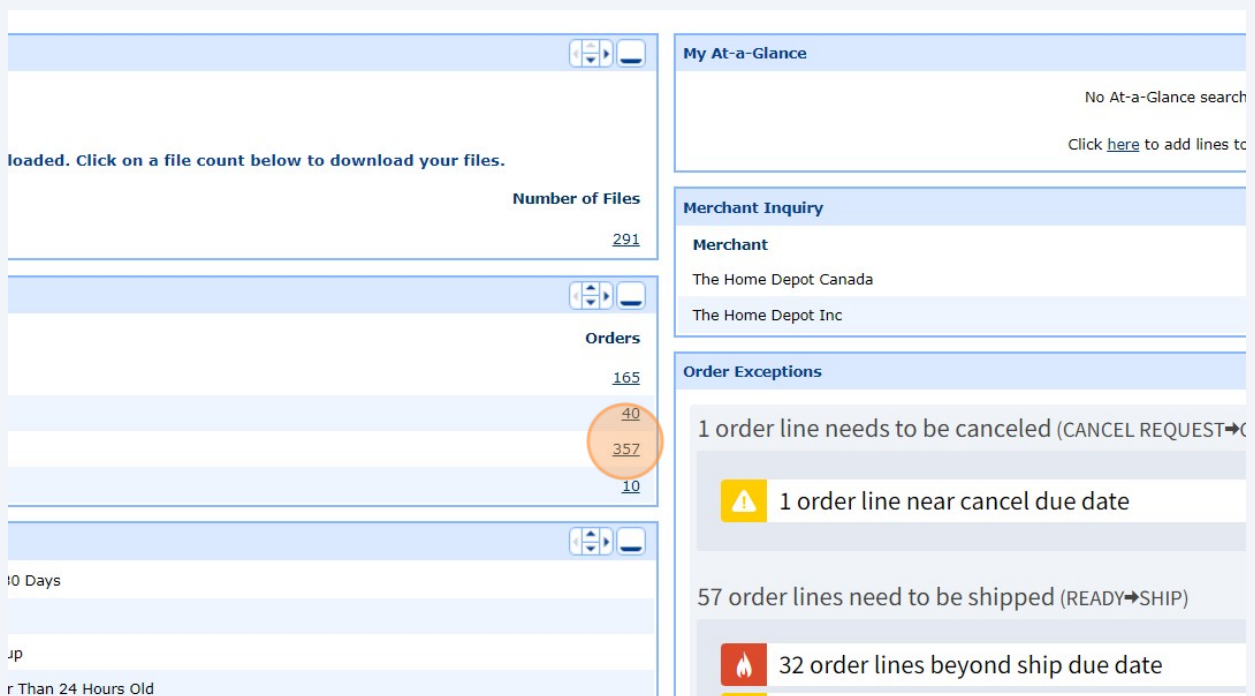 loaded. Click on a file count below to download your files.
Number of Files
291
Orders
165
40
357
10
30 Days
up
r Than 24 Hours Old
My At-a-Glance
No At-a-Glance search
Click here to add lines to
Merchant Inquiry
Merchant
The Home Depot Canada
The Home Depot Inc
Order Exceptions
1 order line needs to be canceled (CANCEL REQUEST➔C
1 order line near cancel due date
57 order lines need to be shipped (READY➔SHIP)
32 order lines beyond ship due date